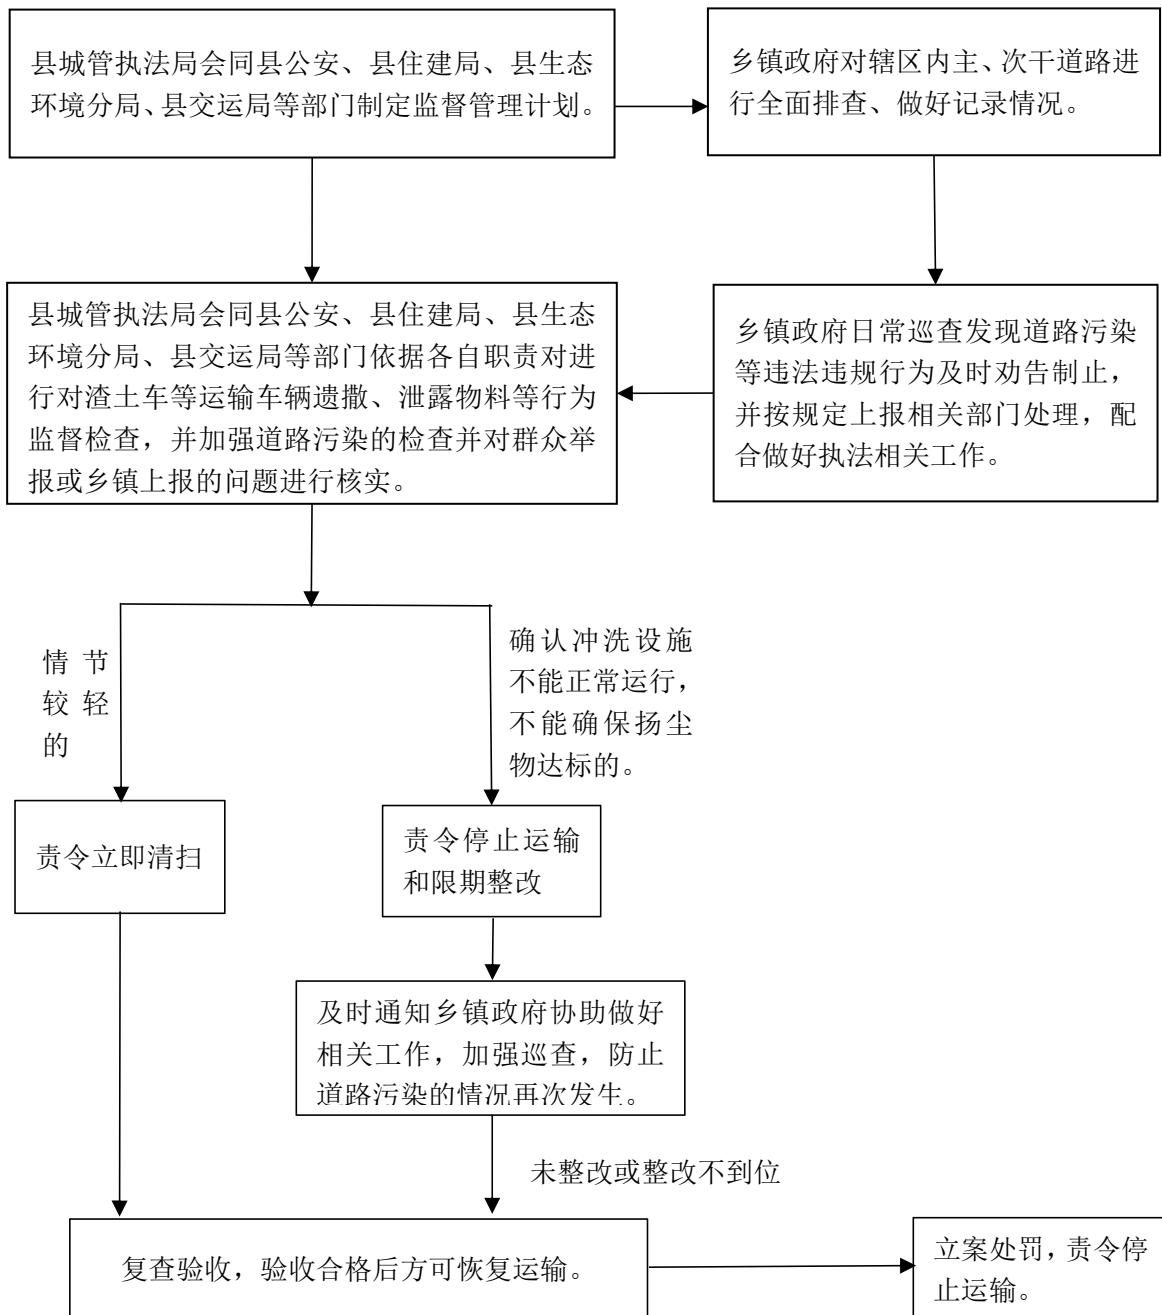 县城管执法局会同县公安、县住建局、县生态
环境分局、县交运局等部门制定监督管理计划。
乡镇政府对辖区内主、次干道路进
行全面排查、做好记录情况。
县城管执法局会同县公安、县住建局、县生态
环境分局、县交运局等部门依据各自职责对进
行对渣土车等运输车辆遗撒、泄露物料等行为
监督检查，并加强道路污染的检查并对群众举
报或乡镇上报的问题进行核实。
乡镇政府日常巡查发现道路污染
等违法违规行为及时劝告制止，
并按规定上报相关部门处理，配
合做好执法相关工作。
情节
较轻
的
确认冲洗设施
不能正常运行，
不能确保扬尘
物达标的。
责令立即清扫
责令停止运输
和限期整改
及时通知乡镇政府协助做好
相关工作，加强巡查，防止
道路污染的情况再次发生。
未整改或整改不到位
复查验收，验收合格后方可恢复运输。
立案处罚，责令停
止运输。